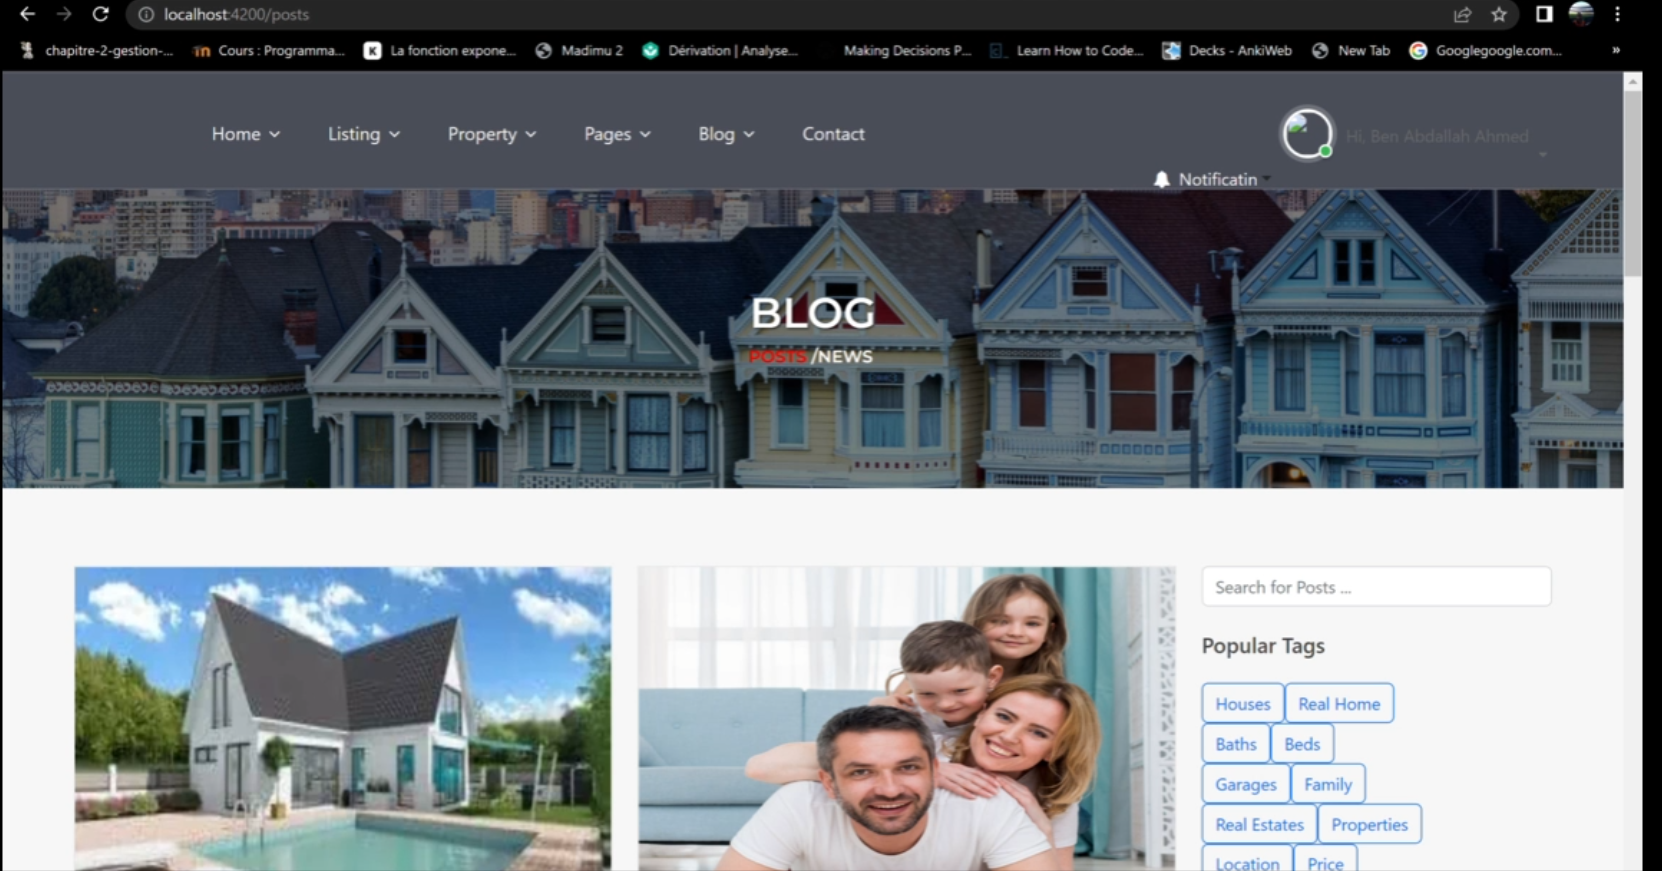 localhost:4200/posts
chapitre-2-gestion-... Cours : Programma... K La fonction expone... Madimu 2 Dérivation | Analyse... Making Decisions P... Learn How to Code... Decks - AnkiWeb New Tab Googlegoogle.com... »
Home Listing Property Pages Blog Contact Hi, Ben Abdallah Ahmed
Notificatin
BLOG
POSTS /NEWS
Search for Posts ...
Popular Tags
Houses Real Home
Baths Beds
Garages Family
Real Estates Properties
Location Price